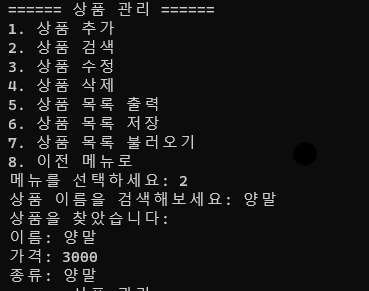 ====== 상품 관리 ======
1. 상품 추가
2. 상품 검색
3. 상품 수정
4. 상품 삭제
5. 상품 목록 출력
6. 상품 목록 저장
7. 상품 목록 불러오기
8. 이전 메뉴로
메뉴를 선택하세요: 2
상품 이름을 검색해보세요: 양말
상품을 찾았습니다:
이름: 양말
가격: 3000
종류: 양말